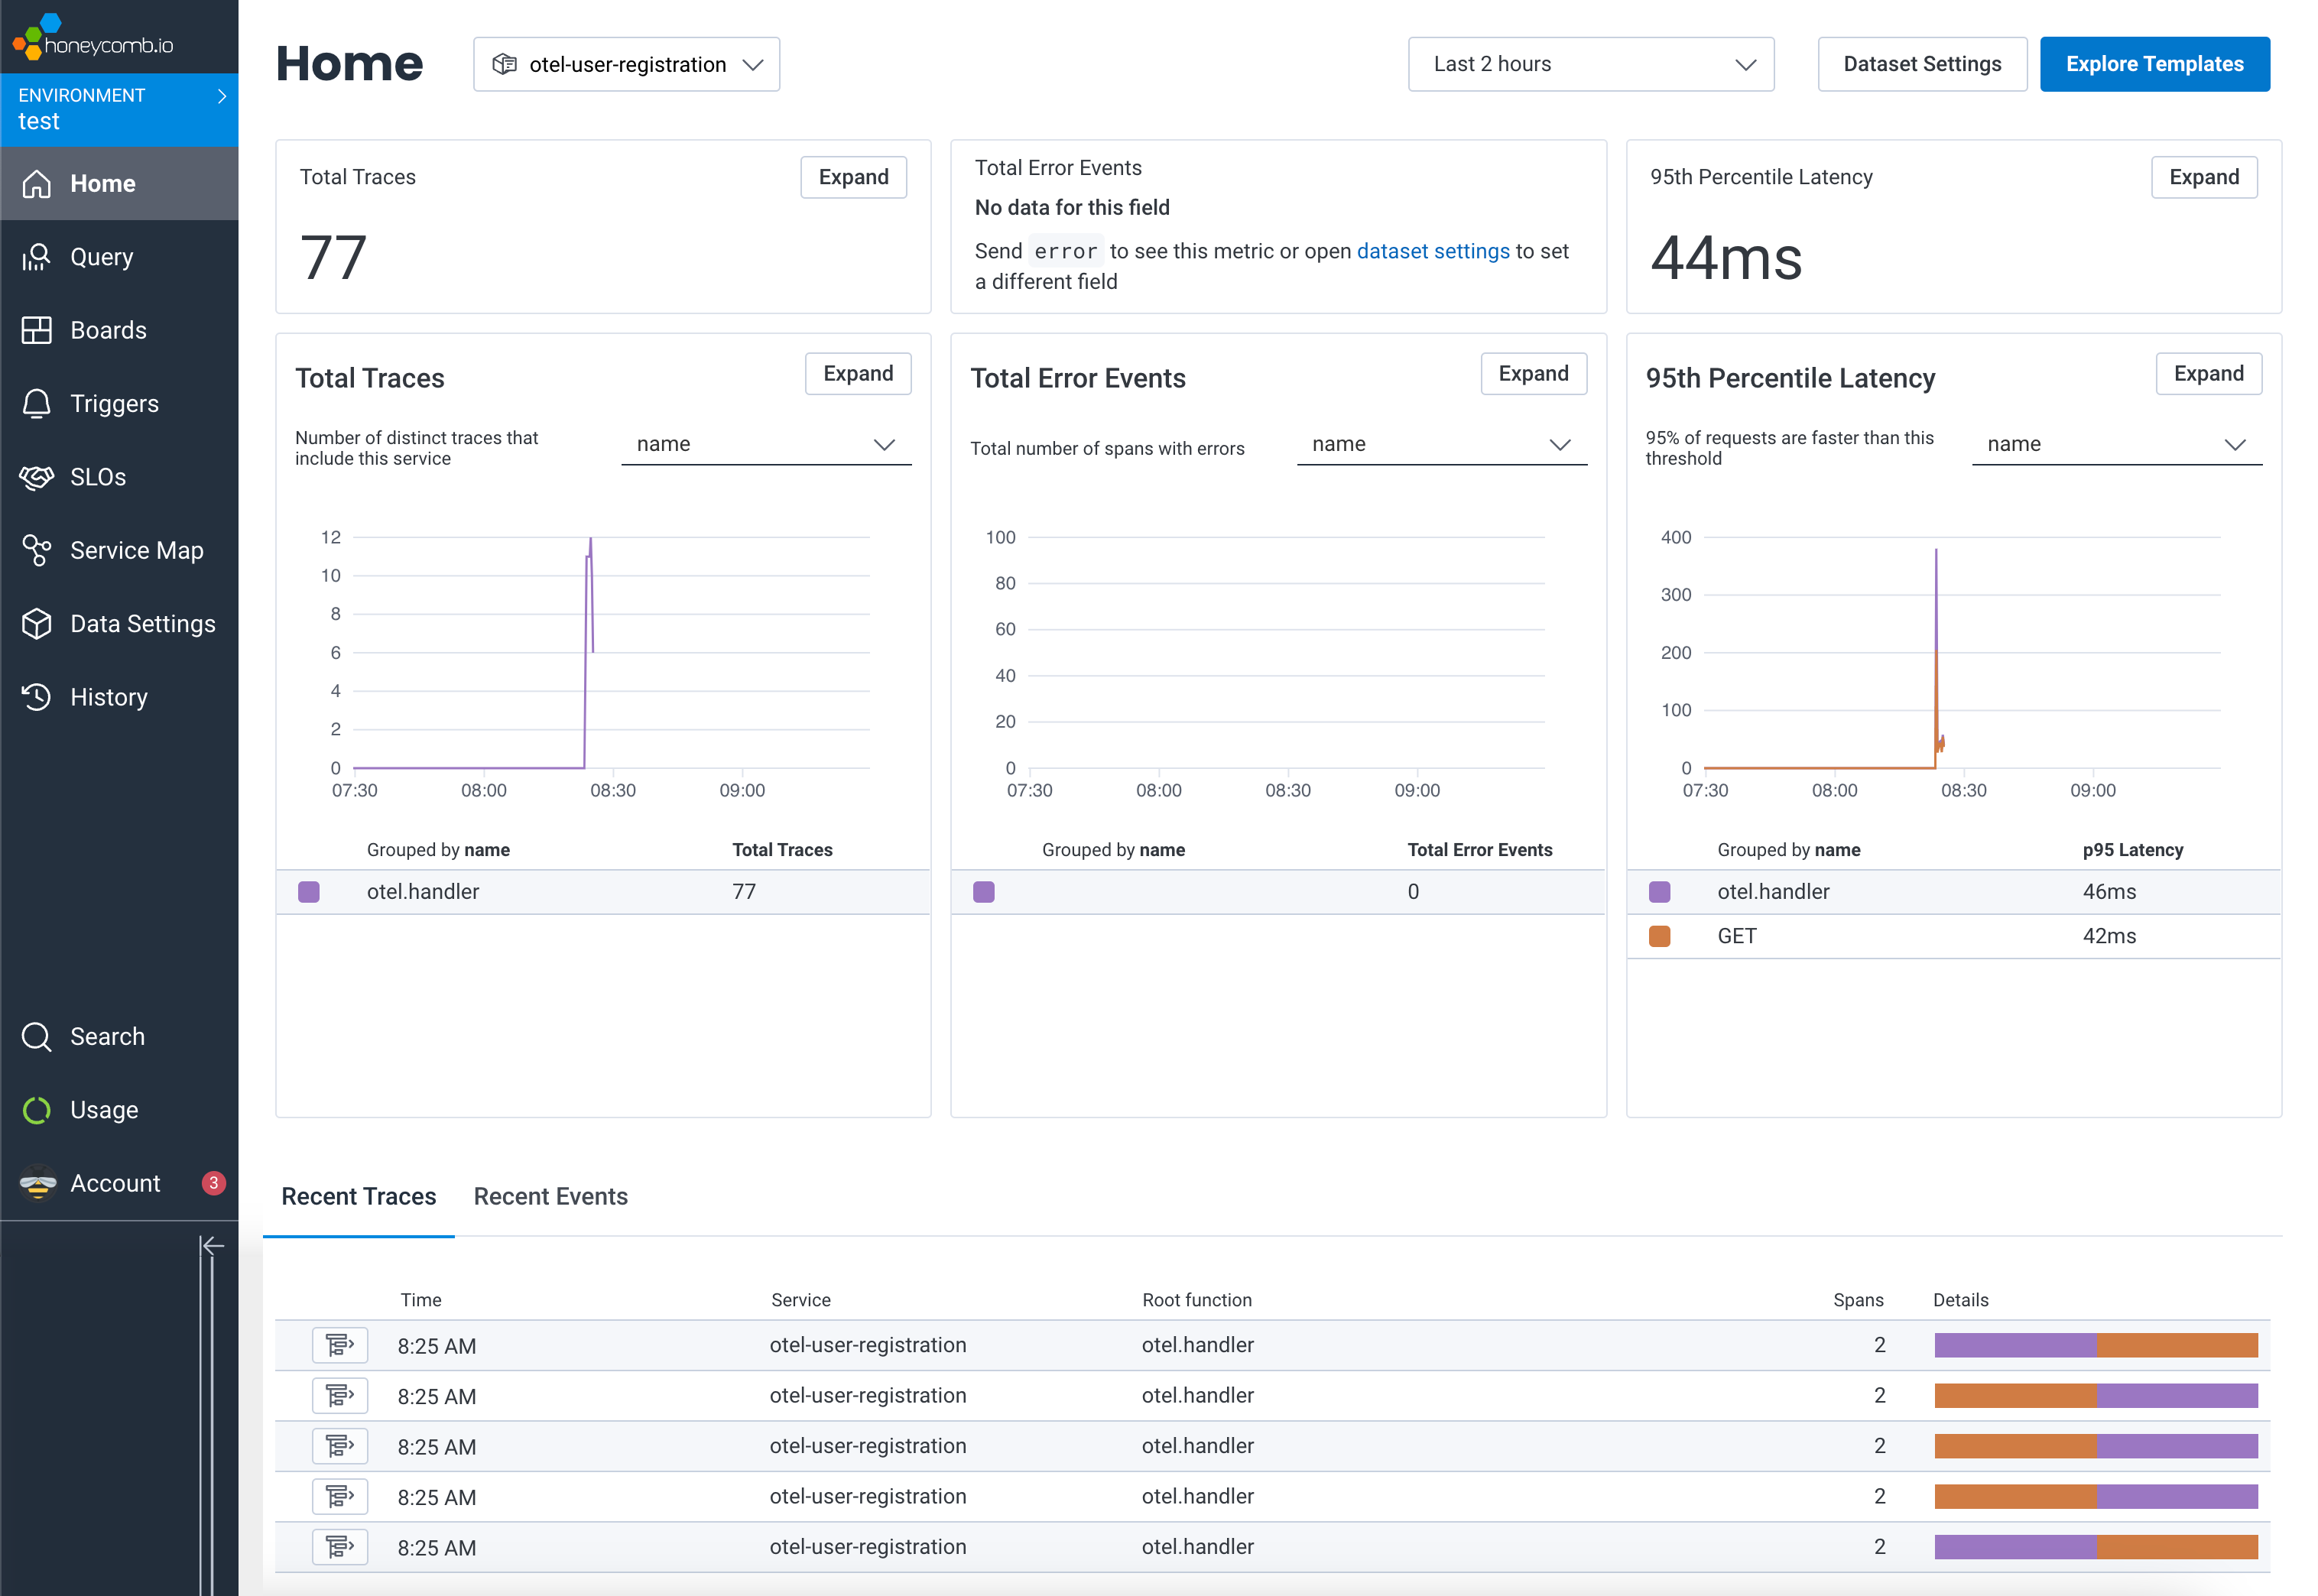 honeycomb.io
ENVIRONMENT
test
Home
Query
Boards
Triggers
SLOs
Service Map
Data Settings
History
Search
Usage
Account 3
Home otel-user-registration Last 2 hours Dataset Settings Explore Templates
Total Traces Expand
77
Total Error Events
No data for this field
Send error to see this metric or open dataset settings to set
a different field
95th Percentile Latency Expand
44ms
Total Traces Expand
Number of distinct traces that
include this service
name
12
10
8
6
4
2
0
07:30 08:00 08:30 09:00
Grouped by name Total Traces
otel.handler 77
Total Error Events Expand
Total number of spans with errors name
100
80
60
40
20
0
07:30 08:00 08:30 09:00
Grouped by name Total Error Events
0
95th Percentile Latency Expand
95% of requests are faster than this
threshold
name
400
300
200
100
0
07:30 08:00 08:30 09:00
Grouped by name p95 Latency
otel.handler 46ms
GET 42ms
Recent Traces Recent Events
Time Service Root function Spans Details
8:25 AM otel-user-registration otel.handler 2
8:25 AM otel-user-registration otel.handler 2
8:25 AM otel-user-registration otel.handler 2
8:25 AM otel-user-registration otel.handler 2
8:25 AM otel-user-registration otel.handler 2